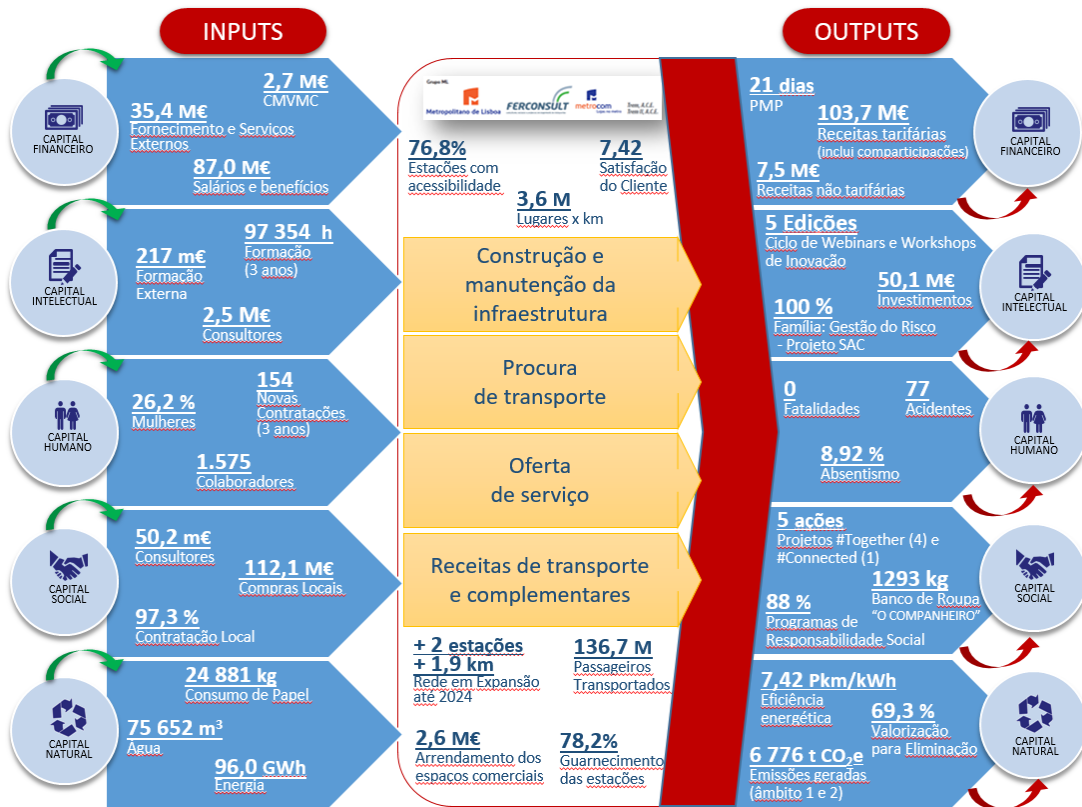 INPUTS
OUTPUTS
CAPITAL
FINANCEIRO
2,7 M€
CMVMC
35,4 M€
Fornecimento e Serviços
Externos
87,0 M€
Salários e benefícios
CAPITAL
INTELECTUAL
97 354 h
Formação
(3 anos)
217 m€
Formação
Externa
2,5 M€
Consultores
CAPITAL
HUMANO
154
Novas
Contratações
(3 anos)
26,2 %
Mulheres
1.575
Colaboradores
CAPITAL
SOCIAL
50,2 m€
Consultores
112,1 M€
Compras Locais
97,3 %
Contratação Local
CAPITAL
NATURAL
24 881 kg
Consumo de Papel
75 652 m³
Água
96,0 GWh
Energia
Grupo ML
Metropolitano de Lisboa
FERCONSULT
metrocom
76,8%
Estações com
acessibilidade
7,42
Satisfação
do Cliente
3,6 M
Lugares x km
Construção e
manutenção da
infraestrutura
Procura
de transporte
Oferta
de serviço
Receitas de transporte
e complementares
+ 2 estações
+ 1,9 km
Rede em Expansão
até 2024
136,7 M
Passageiros
Transportados
2,6 M€
Arrendamento dos
espaços comerciais
78,2%
Guarnecimento
das estações
21 dias
PMP
103,7 M€
Receitas tarifárias
(inclui comparticipações)
7,5 M€
Receitas não tarifárias
CAPITAL
FINANCEIRO
5 Edições
Ciclo de Webinars e Workshops
de Inovação
50,1 M€
Investimentos
100 %
Família: Gestão do Risco
- Projeto SAC
CAPITAL
INTELECTUAL
0
Fatalidades
77
Acidentes
8,92 %
Absentismo
CAPITAL
HUMANO
5 ações
Projetos #Together (4) e
#Connected (1)
1293 kg
Banco de Roupa
"O COMPANHEIRO"
88 %
Programas de
Responsabilidade Social
CAPITAL
SOCIAL
7,42 Pkm/kWh
Eficiência
energética
69,3 %
Valorização
para Eliminação
6 776 t CO₂e
Emissões geradas
(âmbito 1 e 2)
CAPITAL
NATURAL